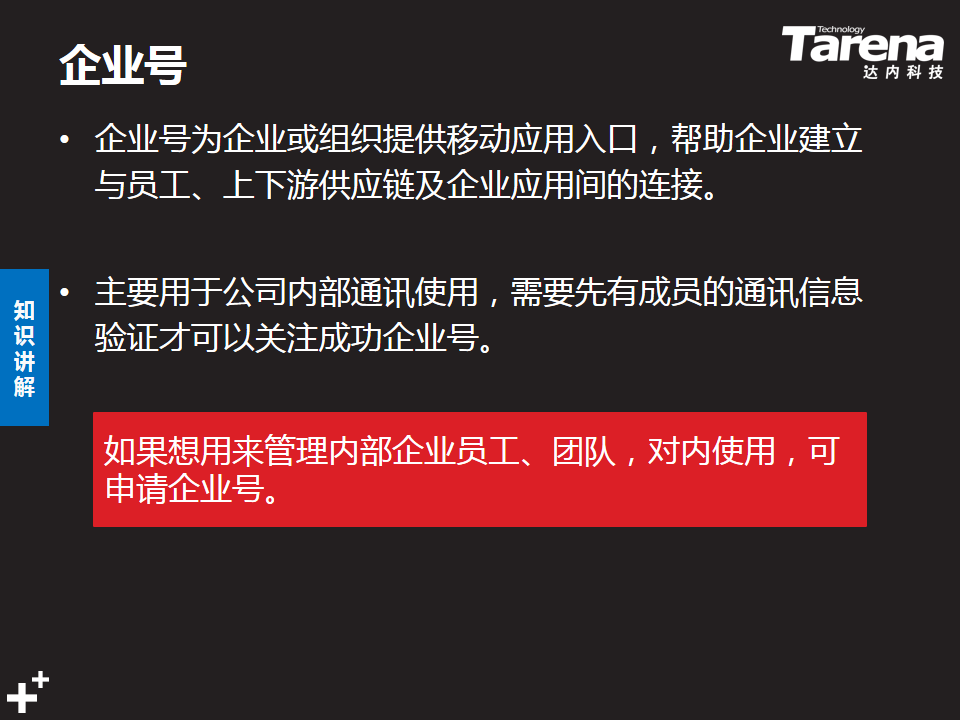 企业号
Technology
Tarena
达内科技
• 企业号为企业或组织提供移动应用入口，帮助企业建立
与员工、上下游供应链及企业应用间的连接。
知识讲解
• 主要用于公司内部通讯使用，需要先有成员的通讯信息
验证才可以关注成功企业号。
如果想用来管理内部企业员工、团队，对内使用，可
申请企业号。